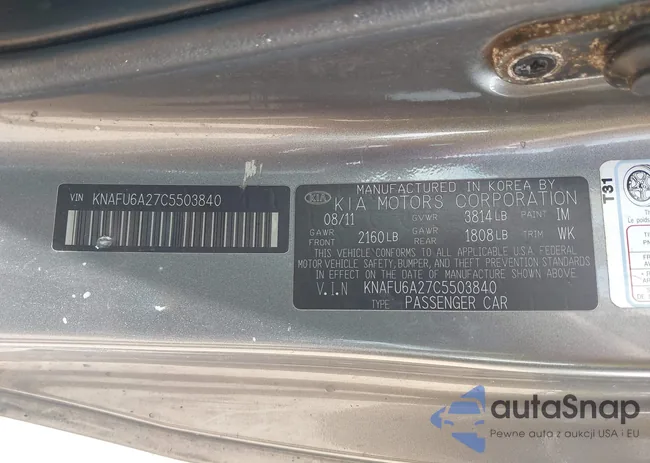 VIN KNAFU6A27C5503840
MANUFACTURED IN KOREA BY
KIA KIA MOTORS CORPORATION
08/11 GVWR 3814LB PAINT IM
GAWR FRONT 2160LB GAWR REAR 1808LB TRIM WK
THIS VEHICLE CONFORMS TO ALL APPLICABLE U.S.A. FEDERAL
MOTOR VEHICLE SAFETY, BUMPER, AND THEFT PREVENTION STANDARDS
IN EFFECT ON THE DATE OF MANUFACTURE SHOWN ABOVE.
V.I.N KNAFU6A27C5503840
TYPE PASSENGER CAR
T31
Le poids
autaSnap
Pewne auta z aukcji USA i EU